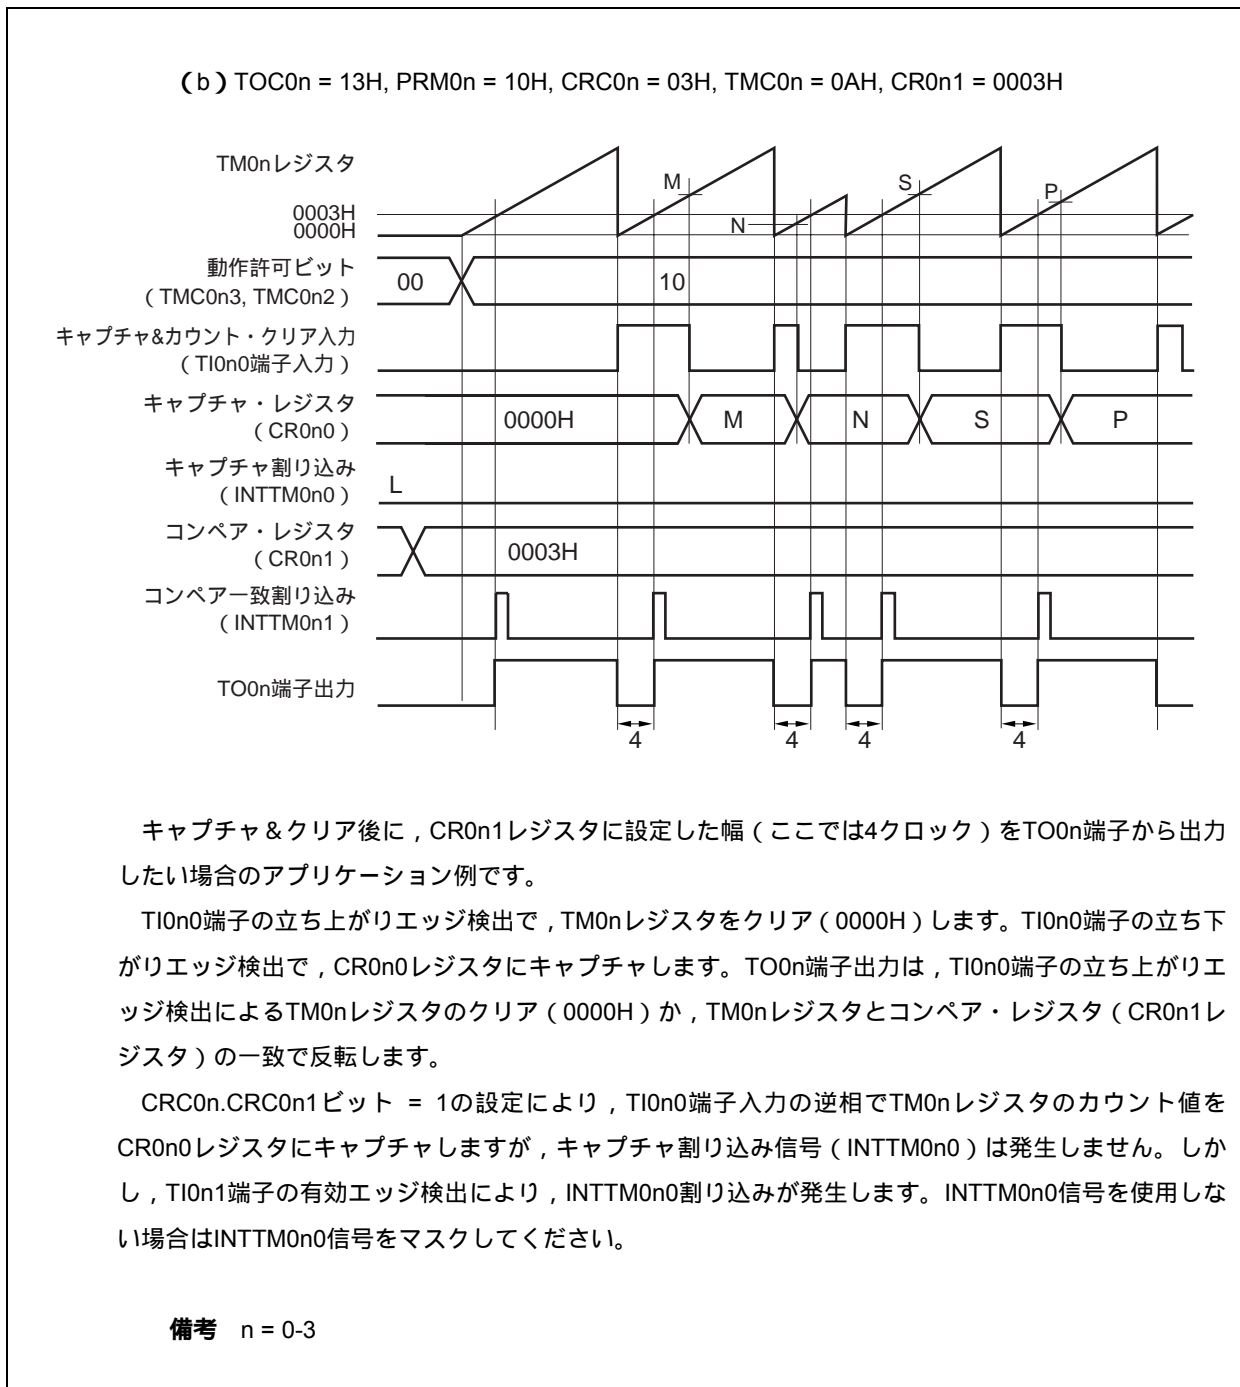 （b）TOC0n = 13H, PRM0n = 10H, CRC0n = 03H, TMC0n = 0AH, CR0n1 = 0003H
TM0nレジスタ
M
S
P
N
0003H
0000H
動作許可ビット
（TMC0n3, TMC0n2）
00
10
キャプチャ&カウント・クリア入力
（TI0n0端子入力）
キャプチャ・レジスタ
（CR0n0）
0000H
M
N
S
P
キャプチャ割り込み
（INTTM0n0）
L
コンペア・レジスタ
（CR0n1）
0003H
コンペア一致割り込み
（INTTM0n1）
TO0n端子出力
4
4
4
4
キャプチャ＆クリア後に，CR0n1レジスタに設定した幅（ここでは4クロック）をTO0n端子から出力
したい場合のアプリケーション例です。
TI0n0端子の立ち上がりエッジ検出で，TM0nレジスタをクリア（0000H）します。TI0n0端子の立ち下
がりエッジ検出で，CR0n0レジスタにキャプチャします。TO0n端子出力は，TI0n0端子の立ち上がりエ
ッジ検出によるTM0nレジスタのクリア（0000H）か，TM0nレジスタとコンペア・レジスタ（CR0n1レ
ジスタ）の一致で反転します。
CRC0n.CRC0n1ビット = 1の設定により，TI0n0端子入力の逆相でTM0nレジスタのカウント値を
CR0n0レジスタにキャプチャしますが，キャプチャ割り込み信号（INTTM0n0）は発生しません。しか
し，TI0n1端子の有効エッジ検出により，INTTM0n0割り込みが発生します。INTTM0n0信号を使用しな
い場合はINTTM0n0信号をマスクしてください。
備考 n = 0-3